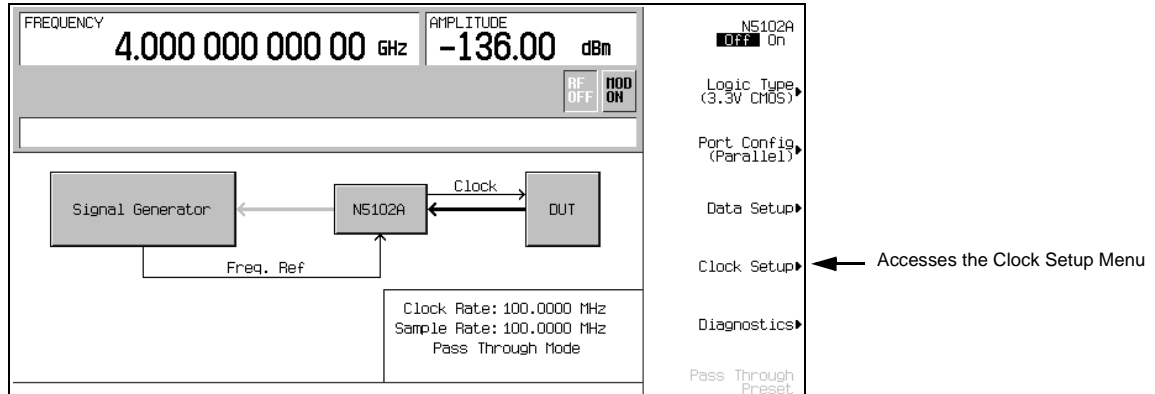 FREQUENCY
4.000 000 000 00 GHz
AMPLITUDE
-136.00 dBm
RF
OFF
MOD
ON
Signal Generator
N5102A
Clock
DUT
Freq. Ref
Clock Rate: 100.0000 MHz
Sample Rate: 100.0000 MHz
Pass Through Mode
N5102A
Off On
Logic Type
(3.3V CMOS)
Port Config
(Parallel)
Data Setup
Clock Setup
Accesses the Clock Setup Menu
Diagnostics
Pass Through
Preset